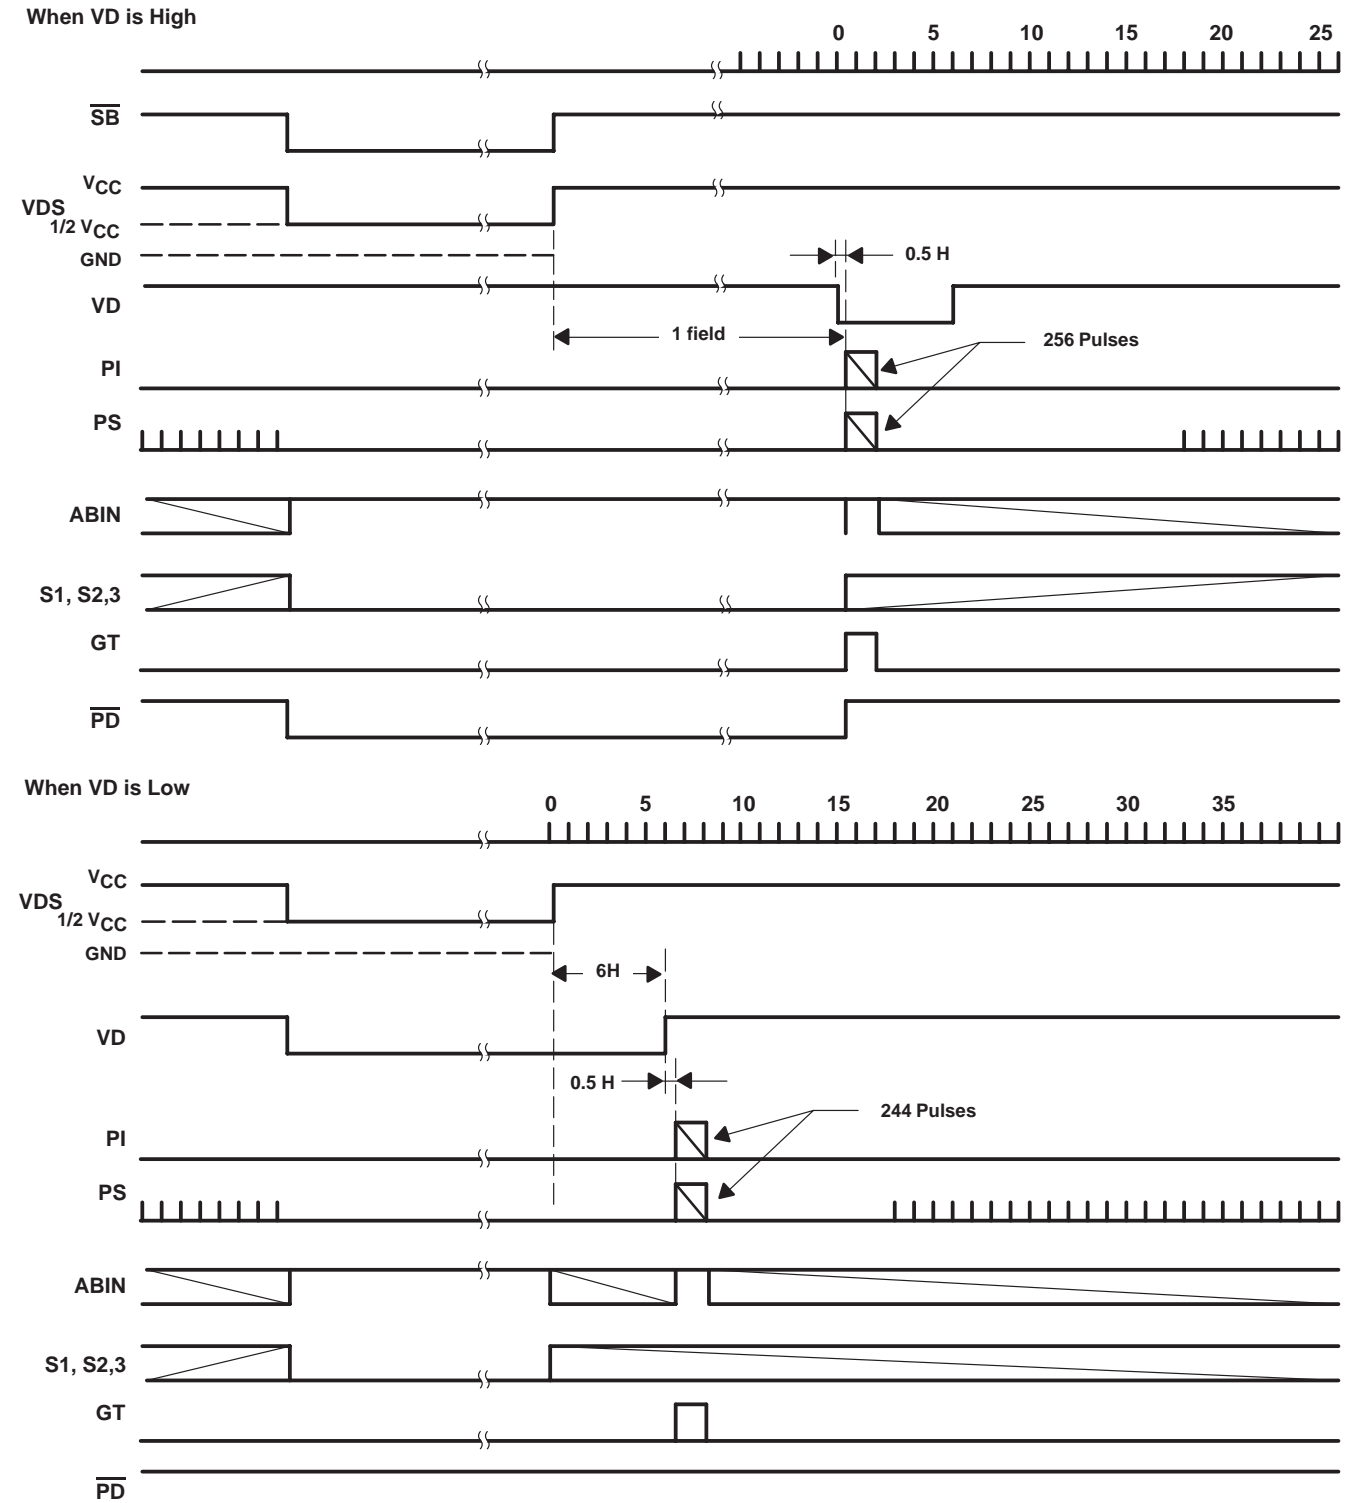 When VD is High
0 5 10 15 20 25
SB
VCC
VDS
1/2 VCC
GND
0.5 H
VD
1 field
256 Pulses
PI
PS
ABIN
S1, S2,3
GT
PD
When VD is Low
0 5 10 15 20 25 30 35
VCC
VDS
1/2 VCC
GND
6H
VD
0.5 H
244 Pulses
PI
PS
ABIN
S1, S2,3
GT
PD